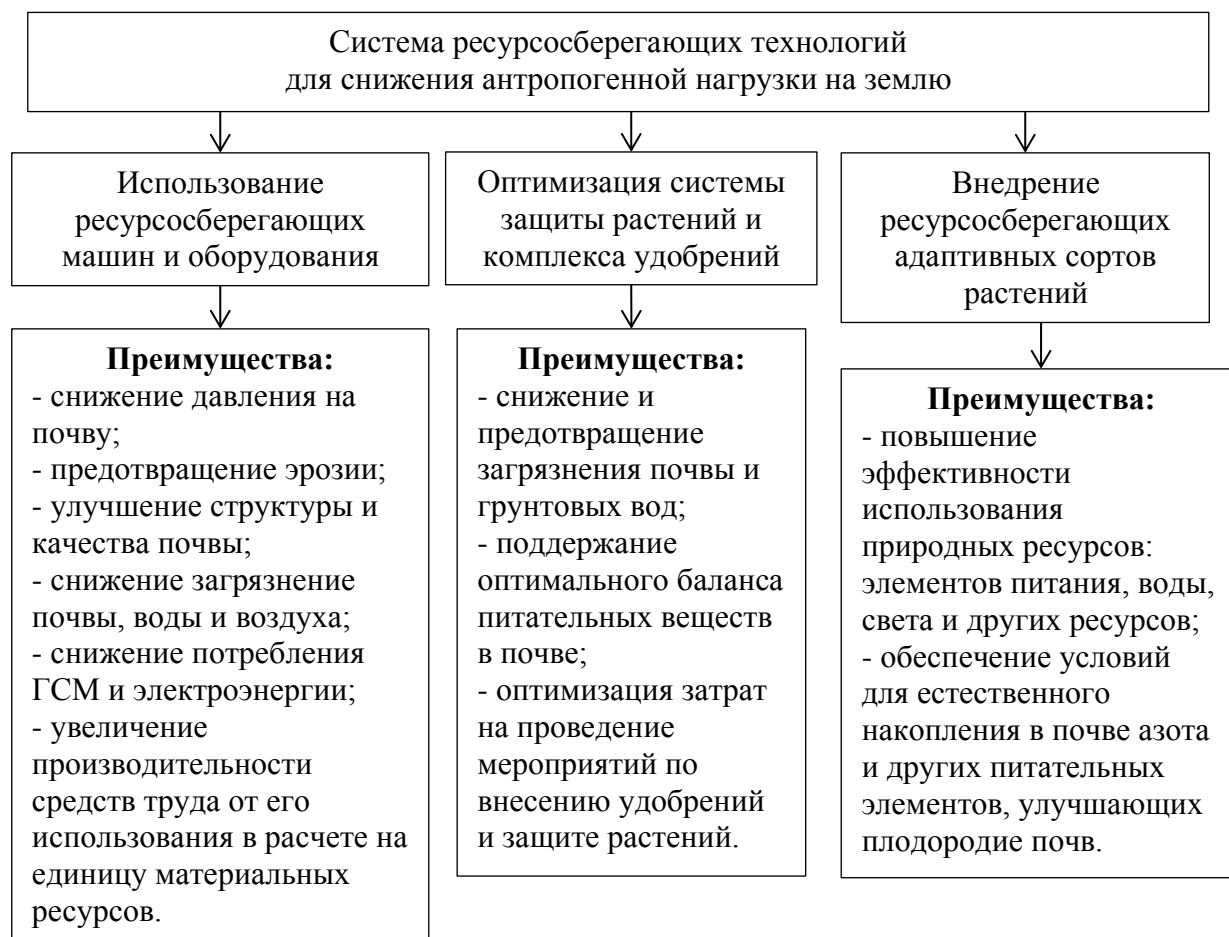 Система ресурсосберегающих технологий
для снижения антропогенной нагрузки на землю
Использование
ресурсосберегающих
машин и оборудования
Оптимизация системы
защиты растений и
комплекса удобрений
Внедрение
ресурсосберегающих
адаптивных сортов
растений
Преимущества:
- снижение давления на
почву;
- предотвращение эрозии;
- улучшение структуры и
качества почвы;
- снижение загрязнение
почвы, воды и воздуха;
- снижение потребления
ГСМ и электроэнергии;
- увеличение
производительности
средств труда от его
использования в расчете на
единицу материальных
ресурсов.
Преимущества:
- снижение и
предотвращение
загрязнения почвы и
грунтовых вод;
- поддержание
оптимального баланса
питательных веществ
в почве;
- оптимизация затрат
на проведение
мероприятий по
внесению удобрений
и защите растений.
Преимущества:
- повышение
эффективности
использования
природных ресурсов:
элементов питания, воды,
света и других ресурсов;
- обеспечение условий
для естественного
накопления в почве азота
и других питательных
элементов, улучшающих
плодородие почв.